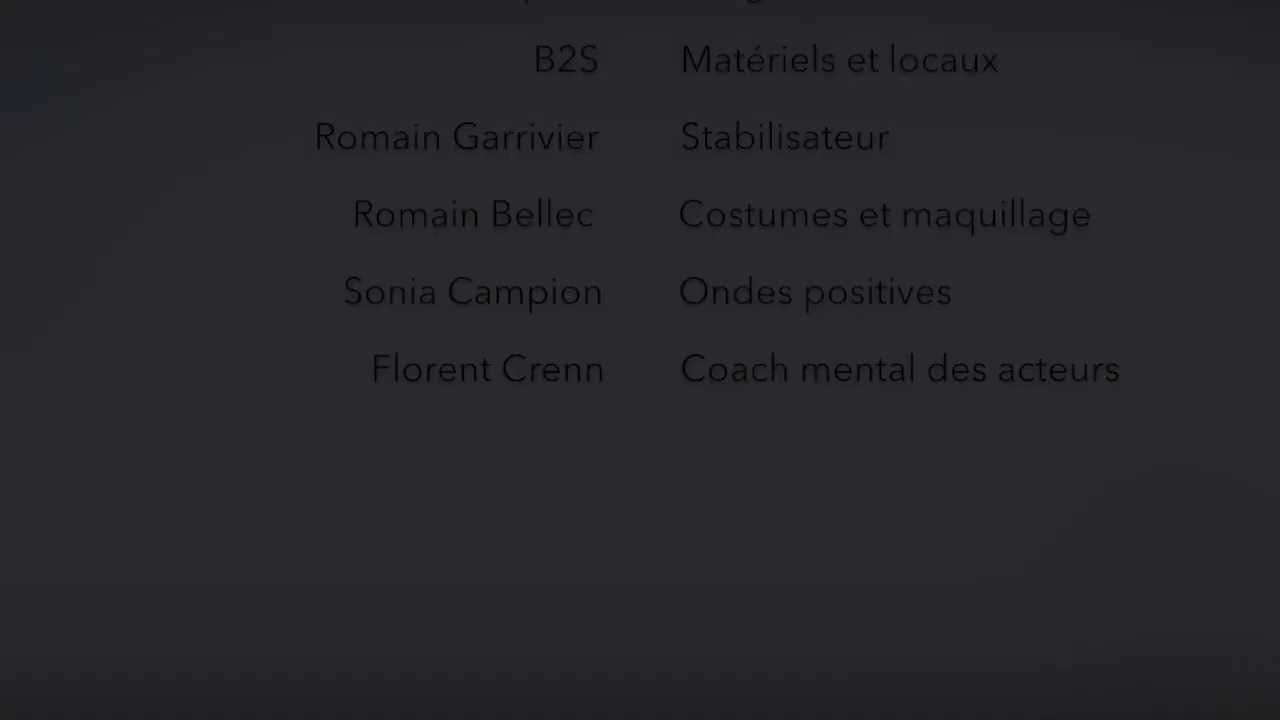 B2S Matériels et locaux
Romain Garrivier Stabilisateur
Romain Bellec Costumes et maquillage
Sonia Campion Ondes positives
Florent Crenn Coach mental des acteurs